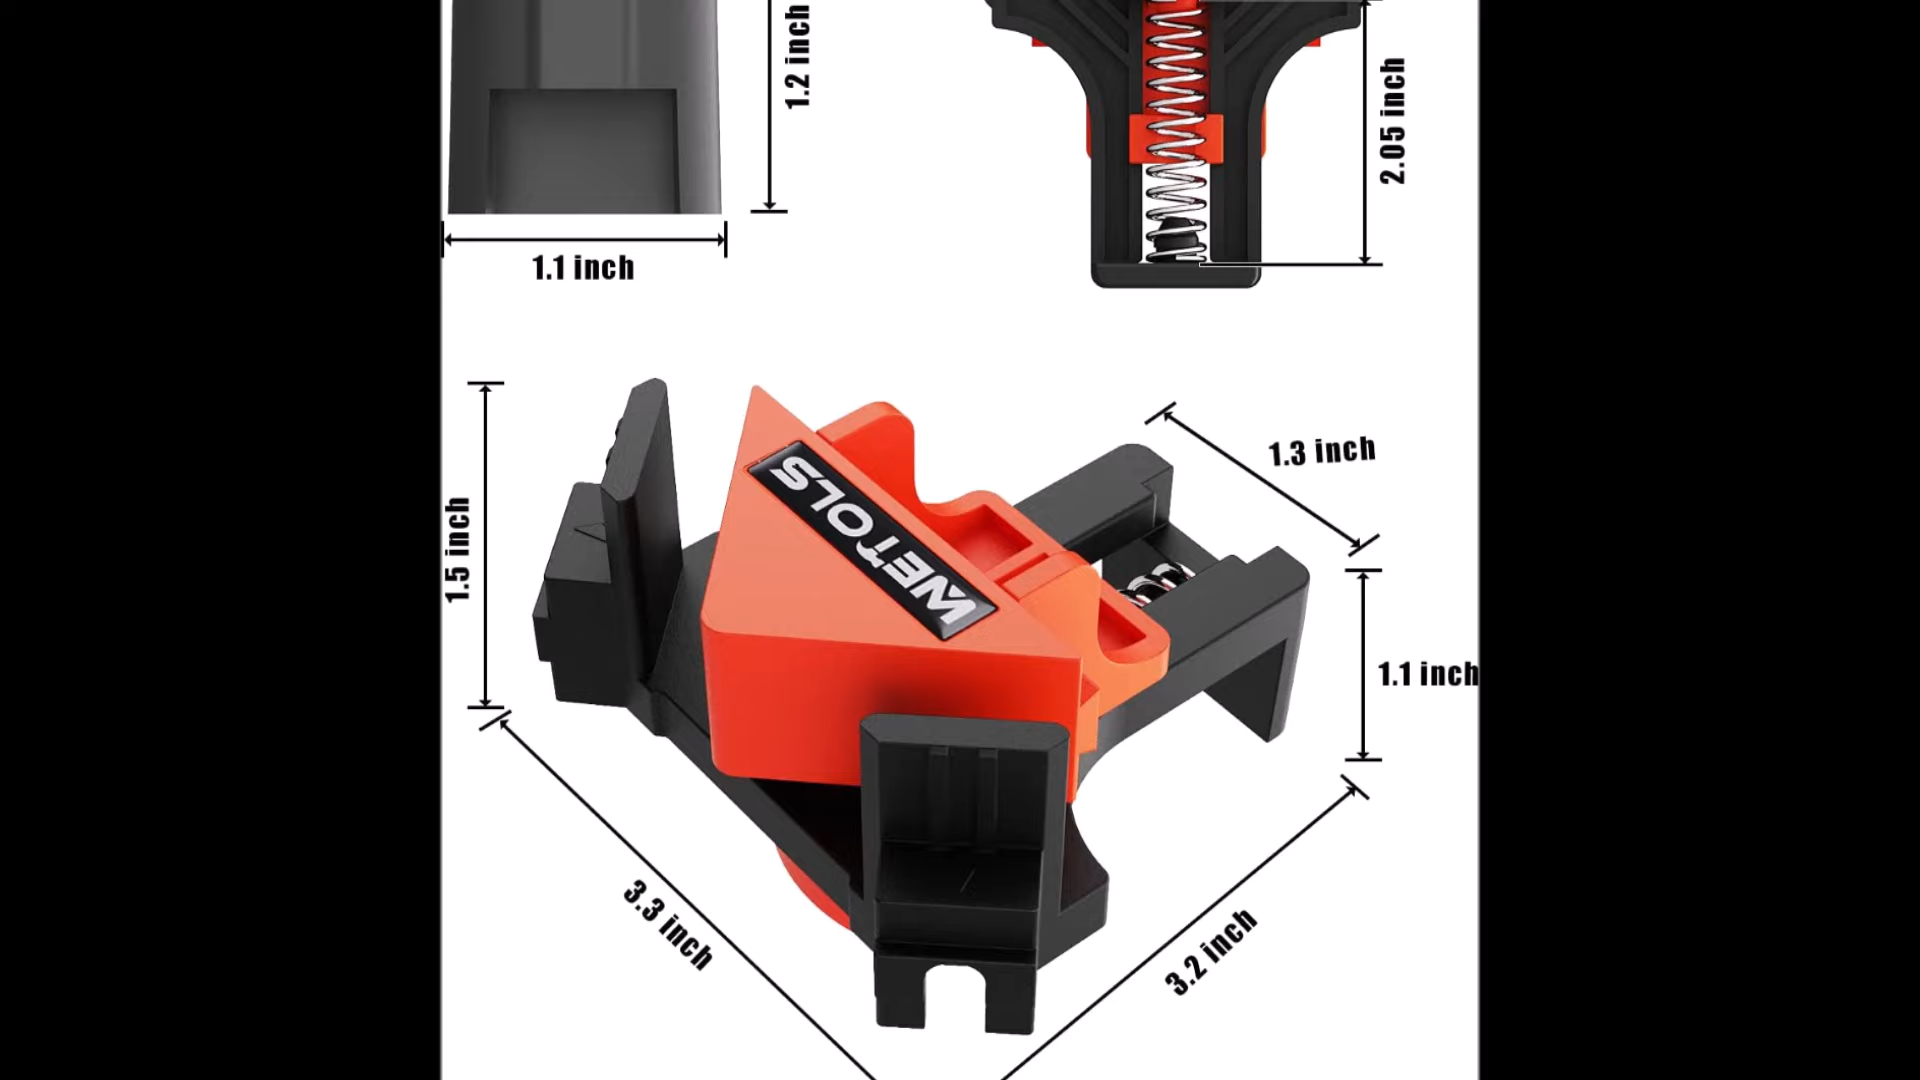 1.2 inch
2.05 inch
1.1 inch
1.3 inch
WETOLS
1.5 inch
1.1 inch
3.3 inch
3.2 inch